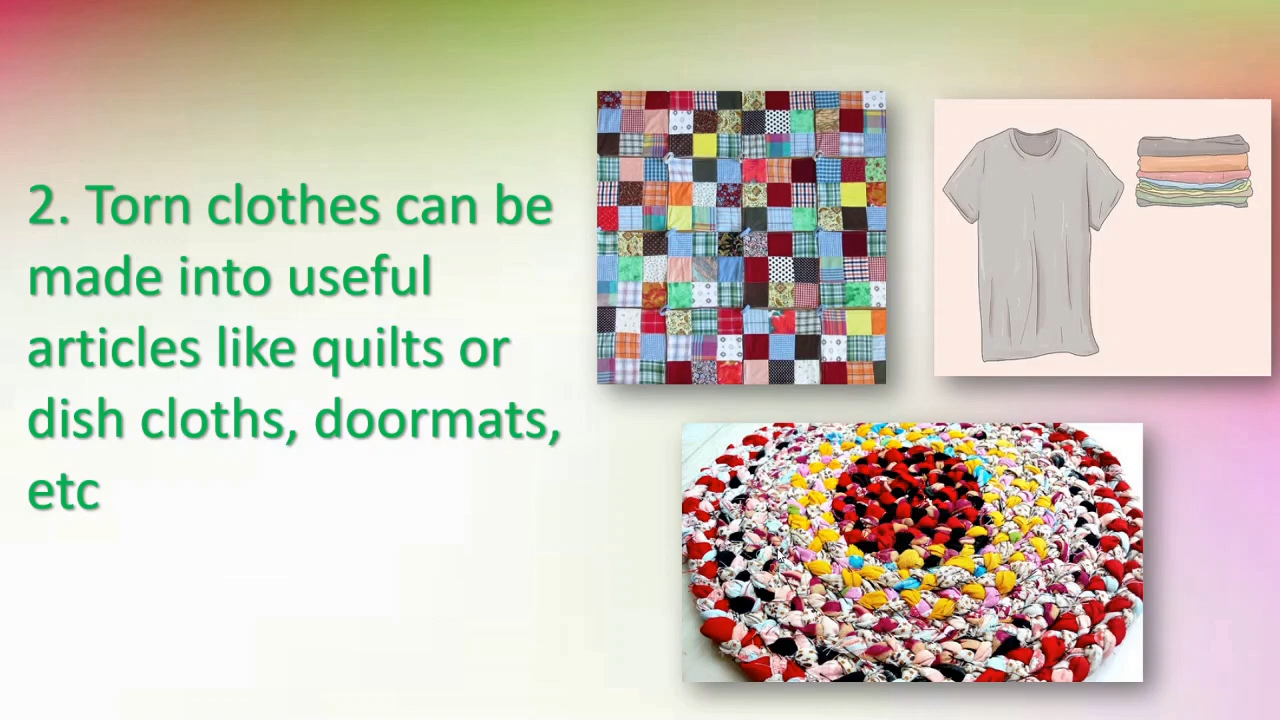 2. Torn clothes can be
made into useful
articles like quilts or
dish cloths, doormats,
etc